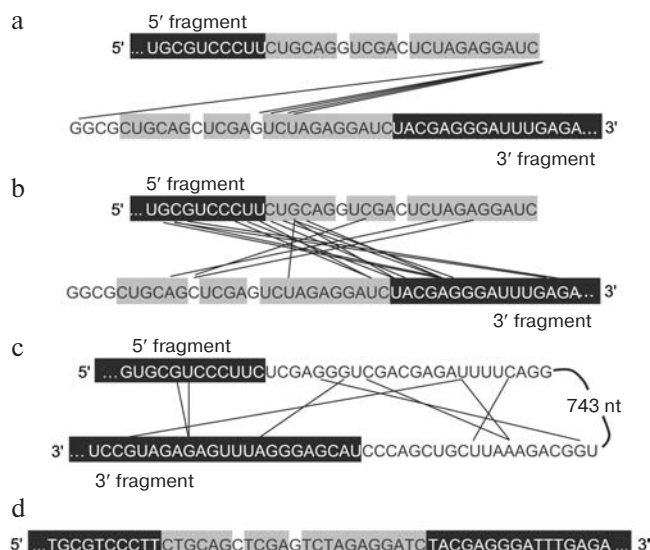 a
5′ fragment
5' ...UGCGUCCCUUCUGCAGGUCGACUCUAGAGGAUC
GGCGCUGCAGCUCGAGUCUAGAGGAUCUACGAGGGAUUUGAGA... 3'
3′ fragment
b
5′ fragment
5' ...UGCGUCCCUUCUGCAGGUCGACUCUAGAGGAUC
GGCGCUGCAGCUCGAGUCUAGAGGAUCUACGAGGGAUUUGAGA... 3'
3′ fragment
c
5′ fragment
5' ...GUGCGUCCCUUCUCGAGGGUCGACGAGAUUUUCAGG
743 nt
3' ...UCCGUAGAGAGUUUAGGGAGCAUCCCAGCUGCUUAAAGACGGU
3′ fragment
d
5' ...TGCGTCCCTTCTGCAGCTCGAGTCTAGAGGATCTACGAGGGATTTGAGA... 3'